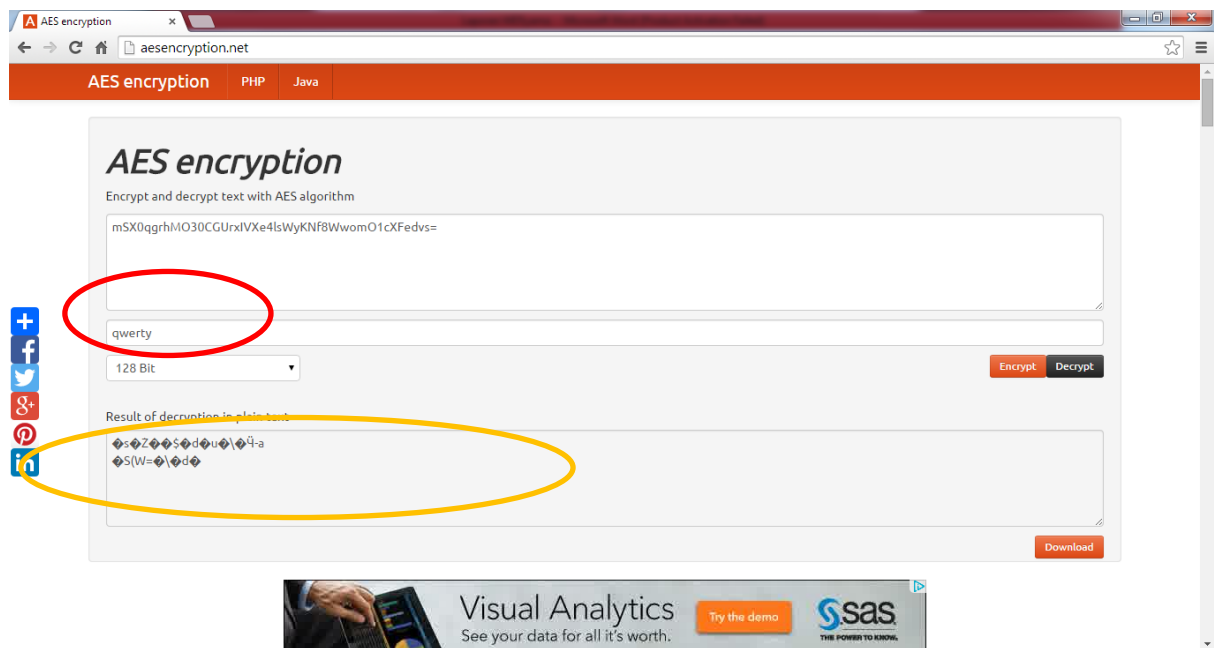 AES encryption
aesencryption.net
AES encryption PHP Java
AES encryption
Encrypt and decrypt text with AES algorithm
mSX0qgrhMO30CGUrxIVXe4lsWyKNf8WwomO1cXFedvs=
qwerty
128 Bit
Encrypt Decrypt
Result of decryption in plain text
�s�Z��$�d�u�\�Ӵ-a
�S(W=�\�d�
Download
Visual Analytics
See your data for all it's worth.
Try the demo
sas
THE POWER TO KNOW.